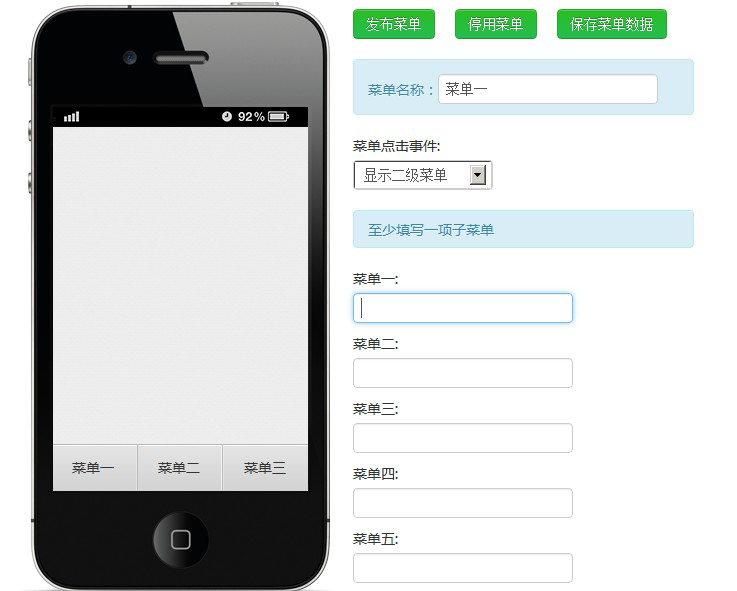 发布菜单 停用菜单 保存菜单数据
菜单名称：菜单一
菜单点击事件:
显示二级菜单
至少填写一项子菜单
菜单一:
菜单二:
菜单三:
菜单四:
菜单五:
92%
菜单一 菜单二 菜单三